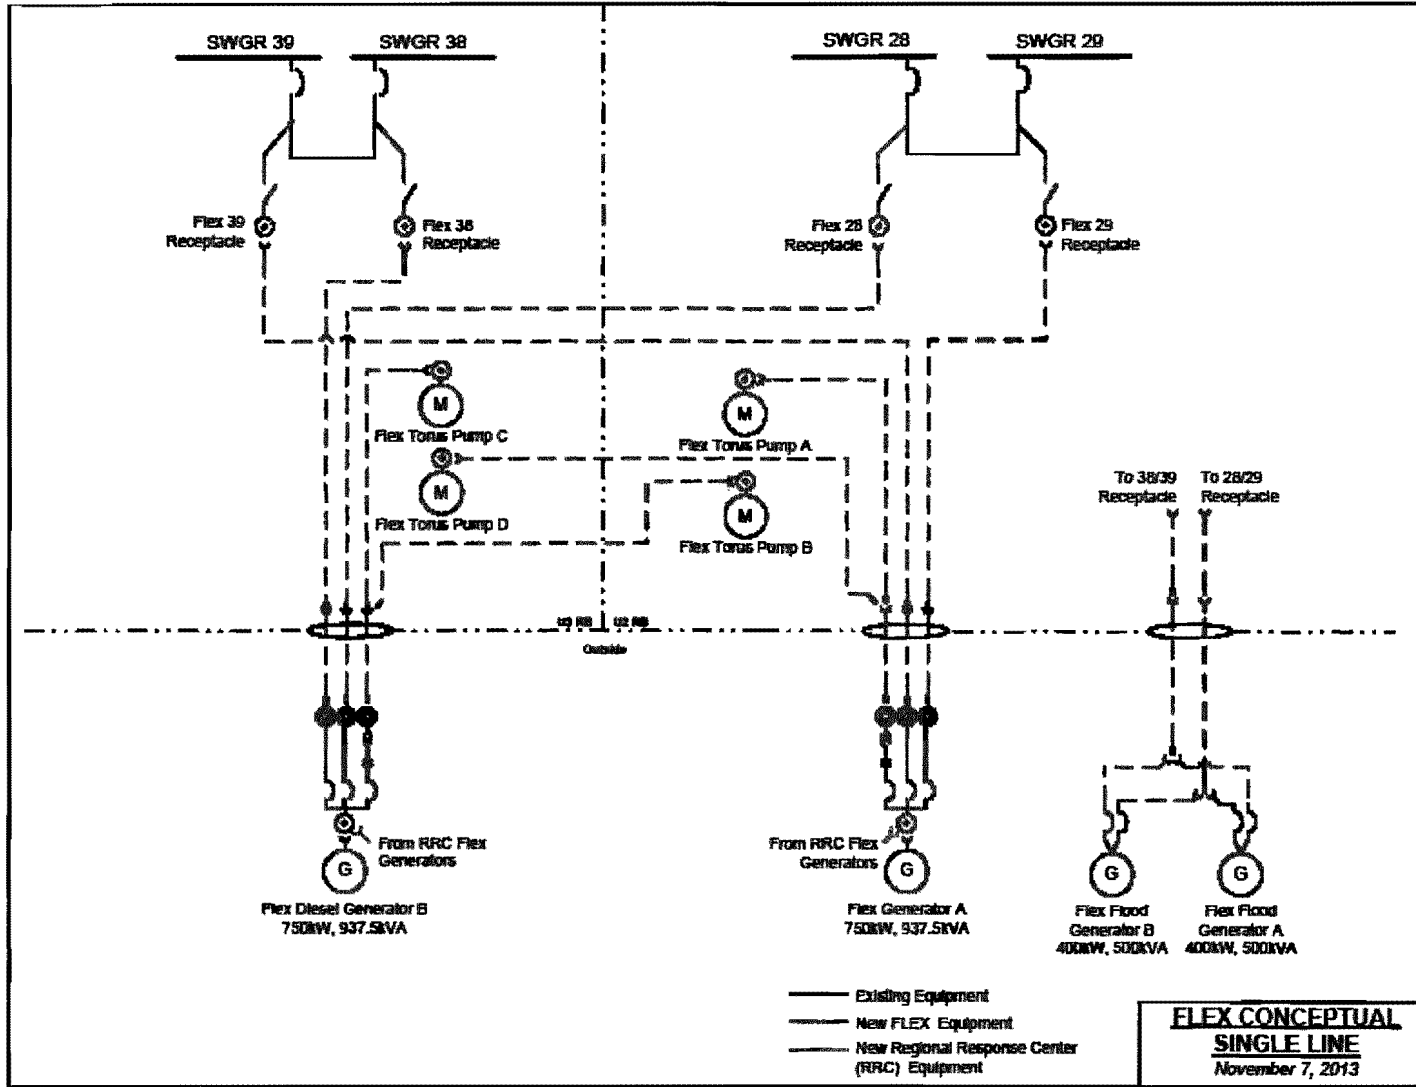 SWGR 39
SWGR 38
SWGR 28
SWGR 29
Flex 39
Receptacle
Flex 38
Receptacle
Flex 28
Receptacle
Flex 29
Receptacle
M
Flex Torus Pump C
M
Flex Torus Pump A
M
Flex Torus Pump D
M
Flex Torus Pump B
To 38/39
Receptacle
To 28/29
Receptacle
U3 RB
U2 RB
Outside
From RRC Flex
Generators
From RRC Flex
Generators
G
G
G
G
Flex Diesel Generator B
750kW, 937.5kVA
Flex Generator A
750kW, 937.5kVA
Flex Flood
Generator B
400kW, 500kVA
Flex Flood
Generator A
400kW, 500kVA
Existing Equipment
New FLEX Equipment
New Regional Response Center
(RRC) Equipment
FLEX CONCEPTUAL
SINGLE LINE
November 7, 2013